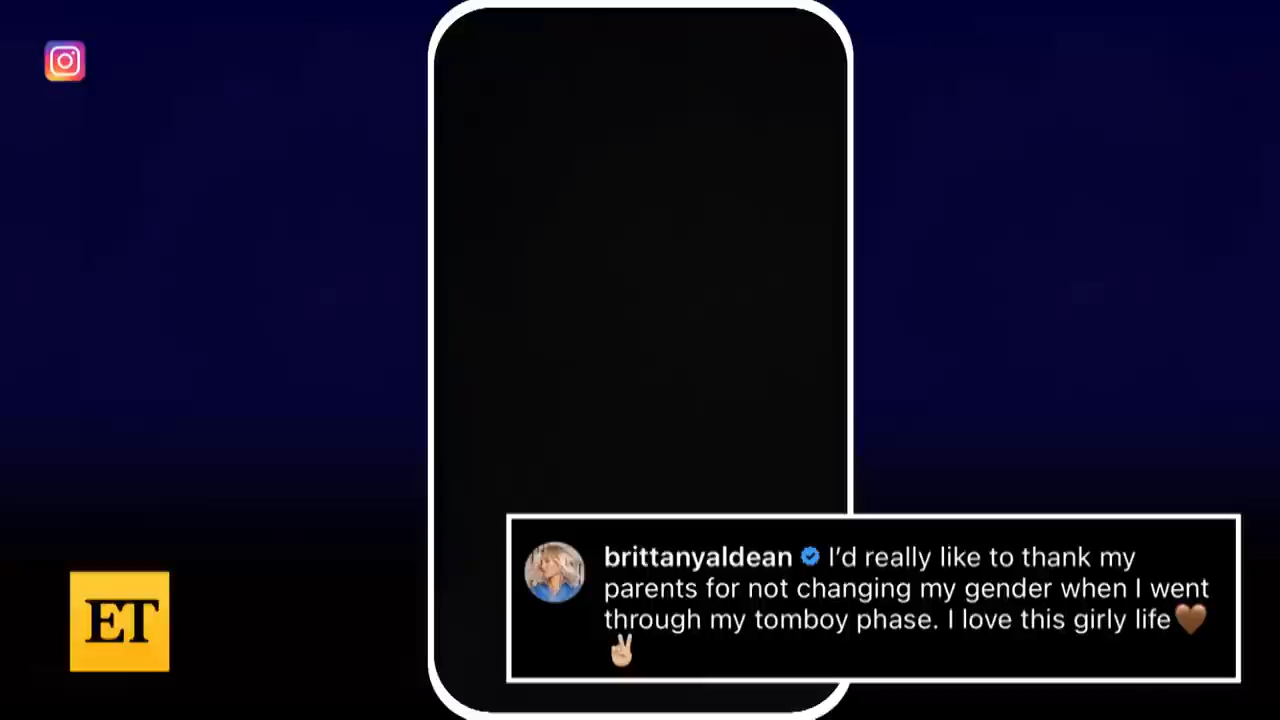 brittanyaldean I'd really like to thank my
parents for not changing my gender when I went
through my tomboy phase. I love this girly life🤎
✌🏼
ET